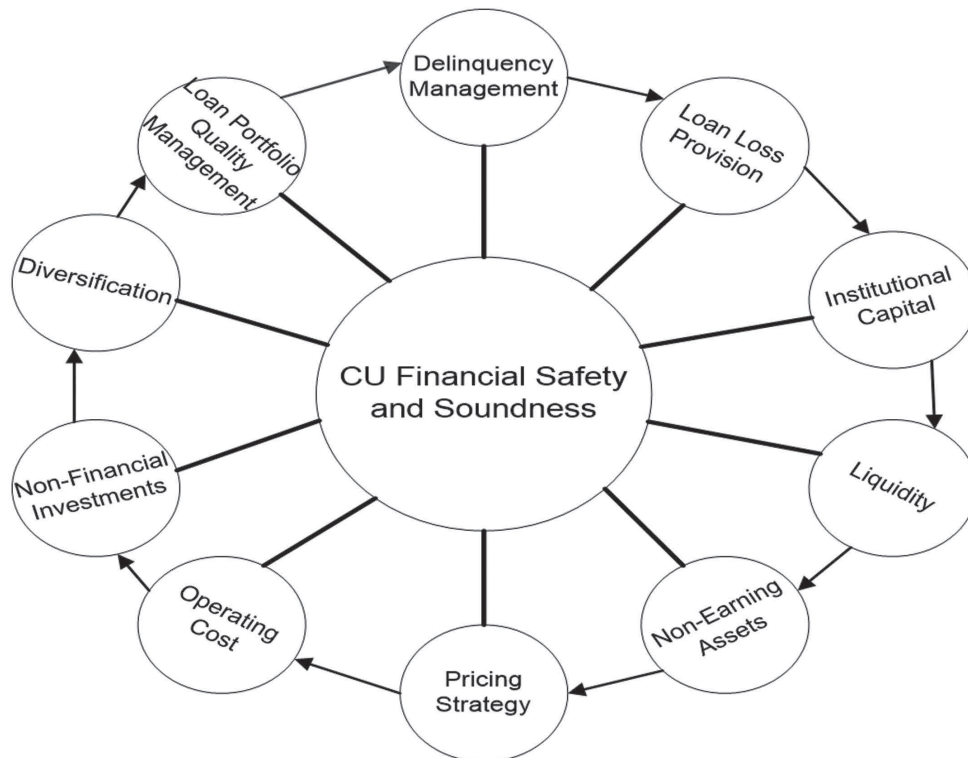 Delinquency
Management
Loan Loss
Provision
Institutional
Capital
Liquidity
Non-Earning
Assets
Pricing
Strategy
Operating
Cost
Non-Financial
Investments
Diversification
Loan Portfolio
Quality
Management
CU Financial Safety
and Soundness